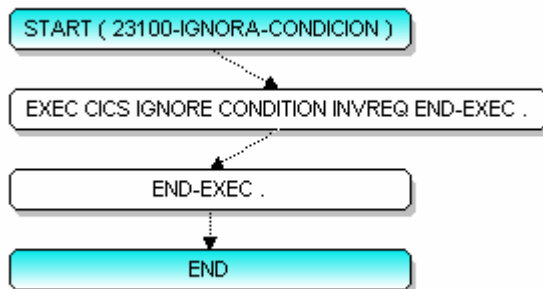 START ( 23100-IGNORA-CONDICION )
EXEC CICS IGNORE CONDITION INVREQ END-EXEC .
END-EXEC .
END